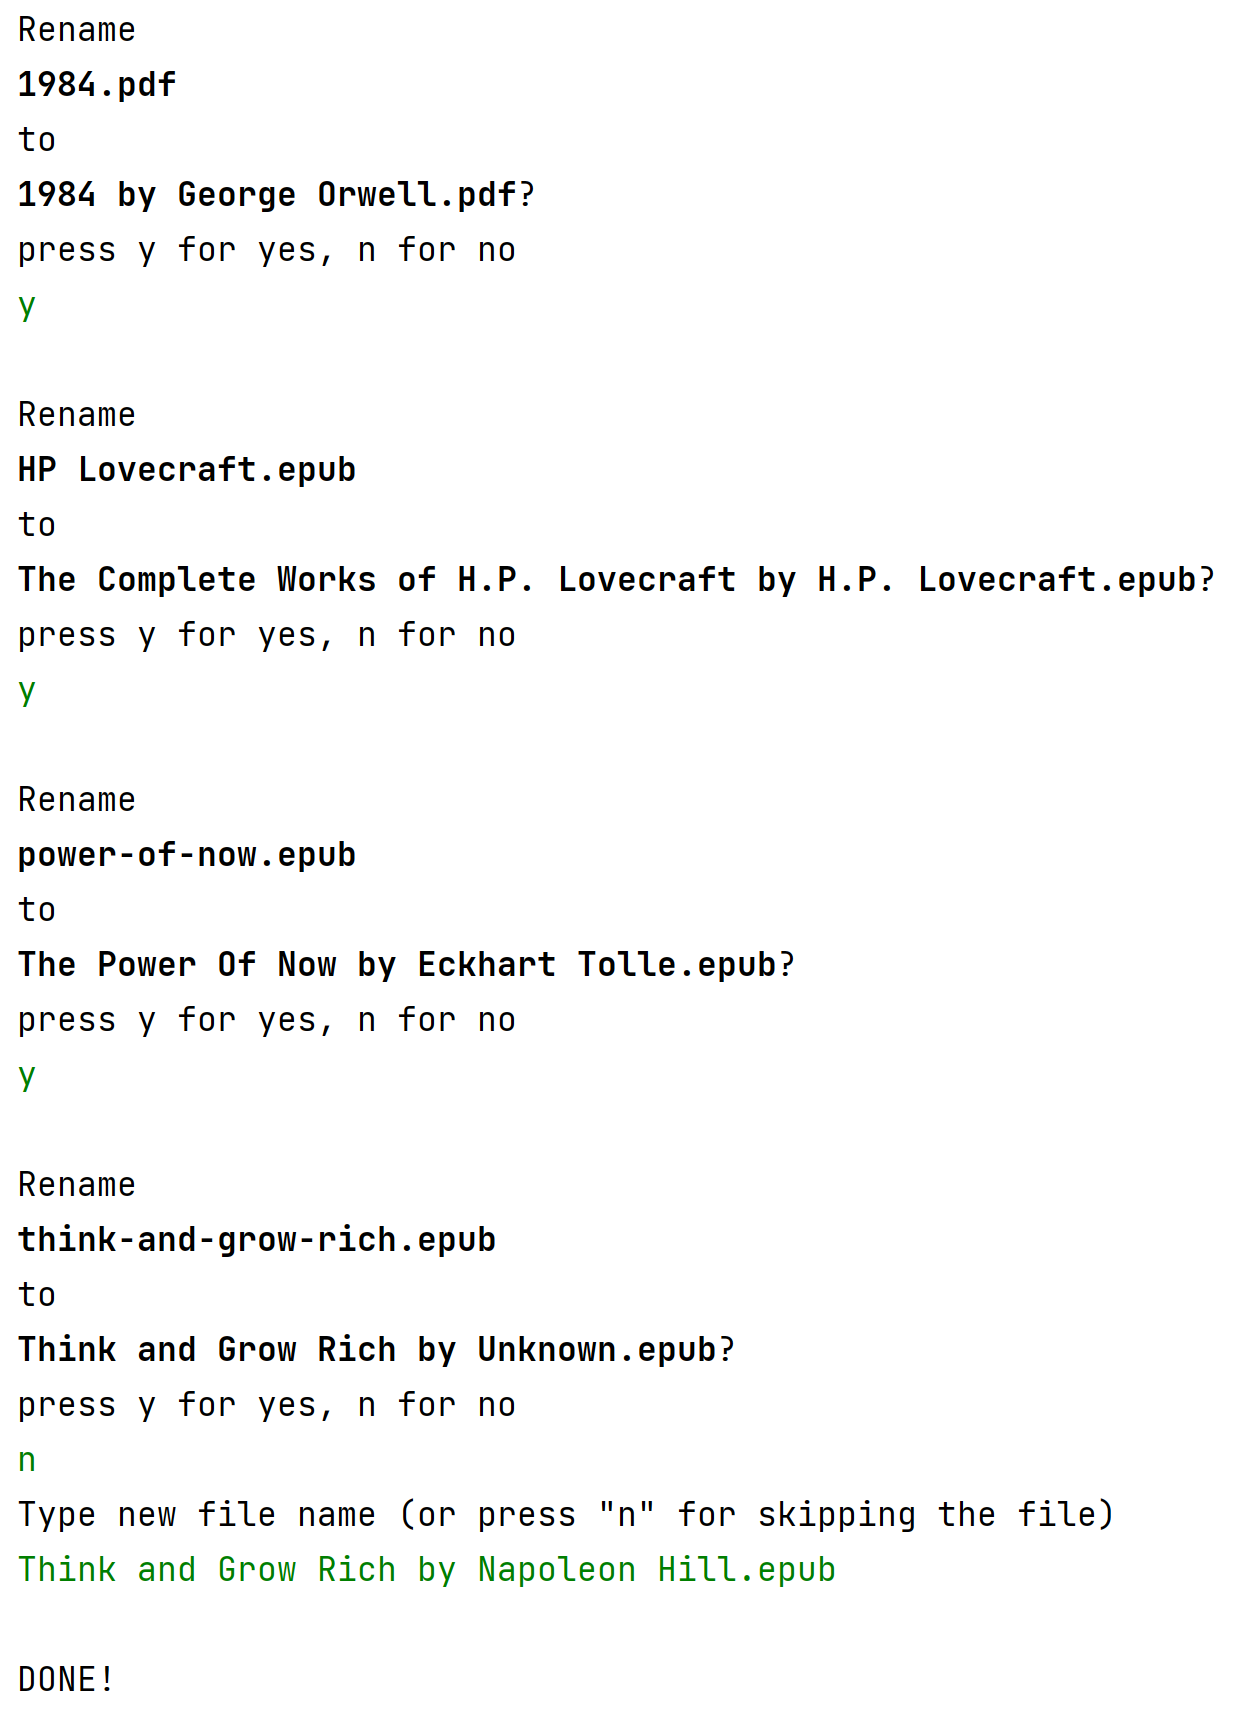 Rename
1984.pdf
to
1984 by George Orwell.pdf?
press y for yes, n for no
y
Rename
HP Lovecraft.epub
to
The Complete Works of H.P. Lovecraft by H.P. Lovecraft.epub?
press y for yes, n for no
y
Rename
power-of-now.epub
to
The Power Of Now by Eckhart Tolle.epub?
press y for yes, n for no
y
Rename
think-and-grow-rich.epub
to
Think and Grow Rich by Unknown.epub?
press y for yes, n for no
n
Type new file name (or press "n" for skipping the file)
Think and Grow Rich by Napoleon Hill.epub
DONE!